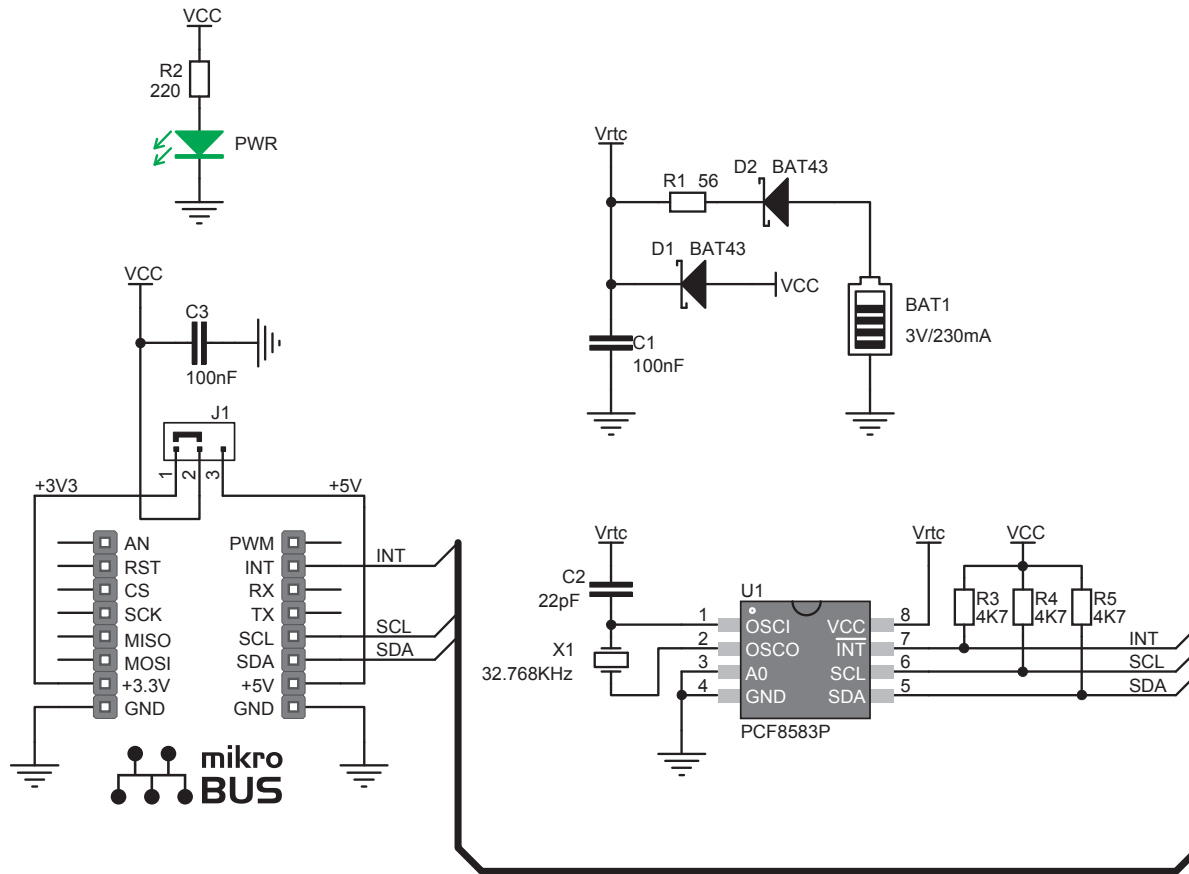 VCC
R2
220
PWR
VCC
C3
100nF
J1
1
2
3
+3V3
+5V
AN
RST
CS
SCK
MISO
MOSI
+3.3V
GND
PWM
INT
RX
TX
SCL
SDA
+5V
GND
INT
SCL
SDA
mikro
BUS
Vrtc
R1 56
D2 BAT43
D1 BAT43
VCC
C1
100nF
BAT1
3V/230mA
Vrtc
C2
22pF
X1
32.768KHz
U1
1
2
3
4
OSCI
OSCO
A0
GND
VCC
INT
SCL
SDA
8
7
6
5
PCF8583P
Vrtc
VCC
R3
4K7
R4
4K7
R5
4K7
INT
SCL
SDA